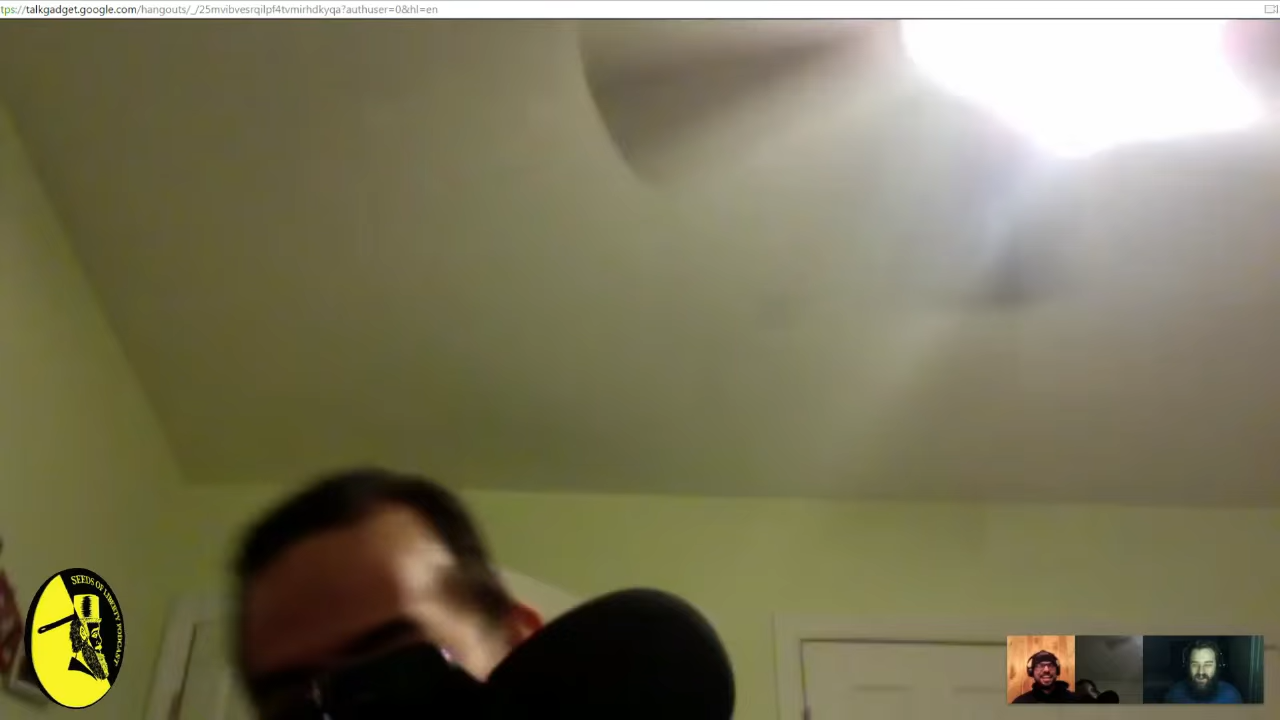 tps://talkgadget.google.com/hangouts/_/25mvibvesrqilpf4tvmirhdkyqa?authuser=0&hl=en
SEEDS OF LIBERTY PODCAST